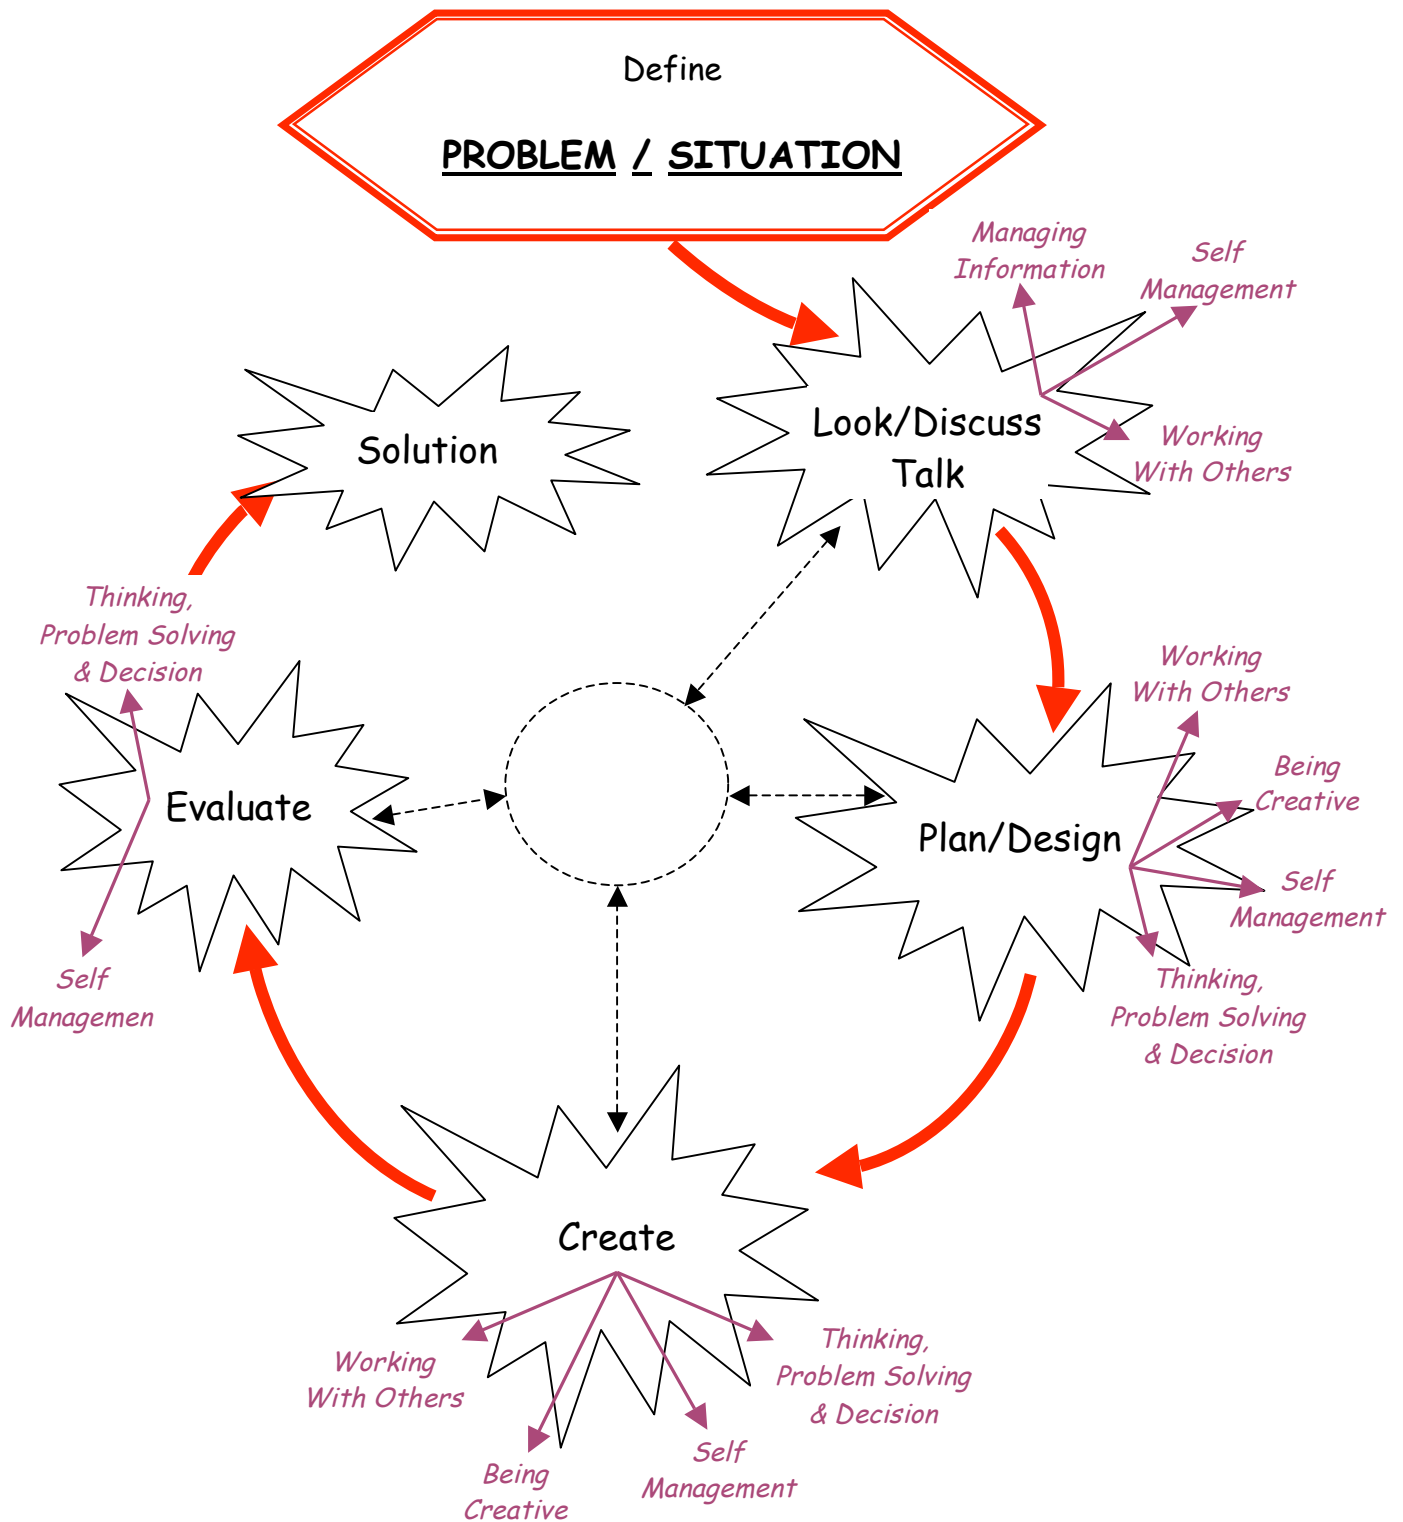 Define
PROBLEM / SITUATION
Managing
Information
Self
Management
Look/Discuss
Talk
Working
With Others
Solution
Thinking,
Problem Solving
& Decision
Evaluate
Self
Managemen
Working
With Others
Being
Creative
Plan/Design
Self
Management
Thinking,
Problem Solving
& Decision
Create
Working
With Others
Being
Creative
Self
Management
Thinking,
Problem Solving
& Decision